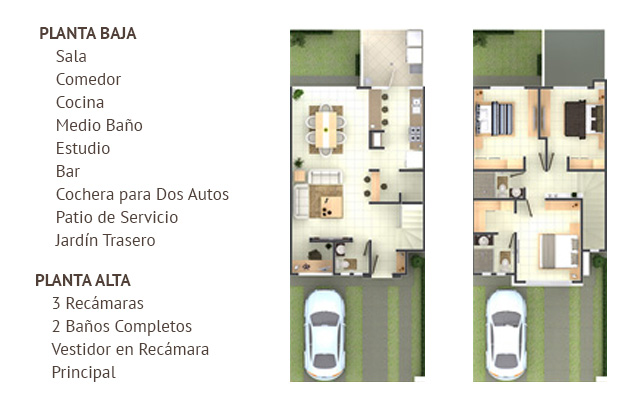 PLANTA BAJA
Sala
Comedor
Cocina
Medio Baño
Estudio
Bar
Cochera para Dos Autos
Patio de Servicio
Jardín Trasero
PLANTA ALTA
3 Recámaras
2 Baños Completos
Vestidor en Recámara
Principal